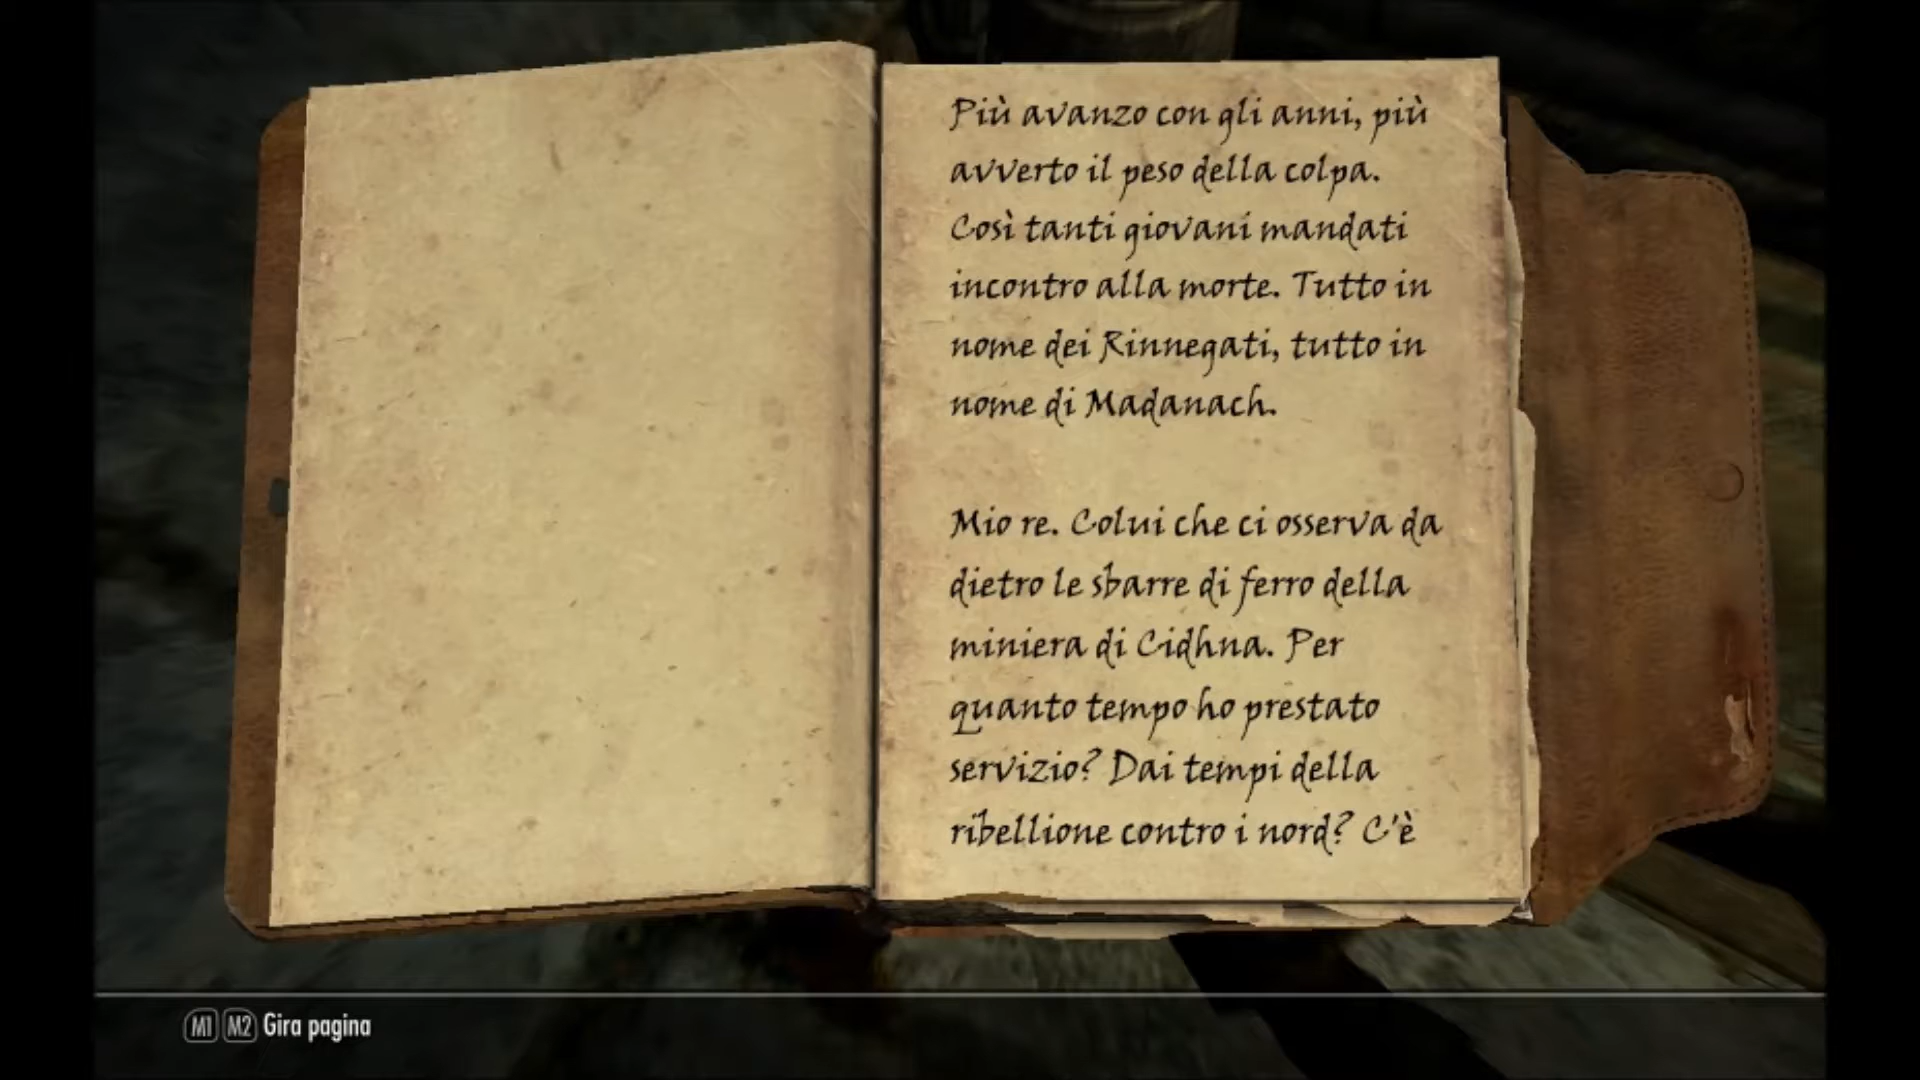 Più avanzo con gli anni, più
avverto il peso della colpa.
Così tanti giovani mandati
incontro alla morte. Tutto in
nome dei Rinnegati, tutto in
nome di Madanach.
Mio re. Colui che ci osserva da
dietro le sbarre di ferro della
miniera di Cidhna. Per
quanto tempo ho prestato
servizio? Dai tempi della
ribellione contro i nord? C'è
M1 M2 Gira pagina